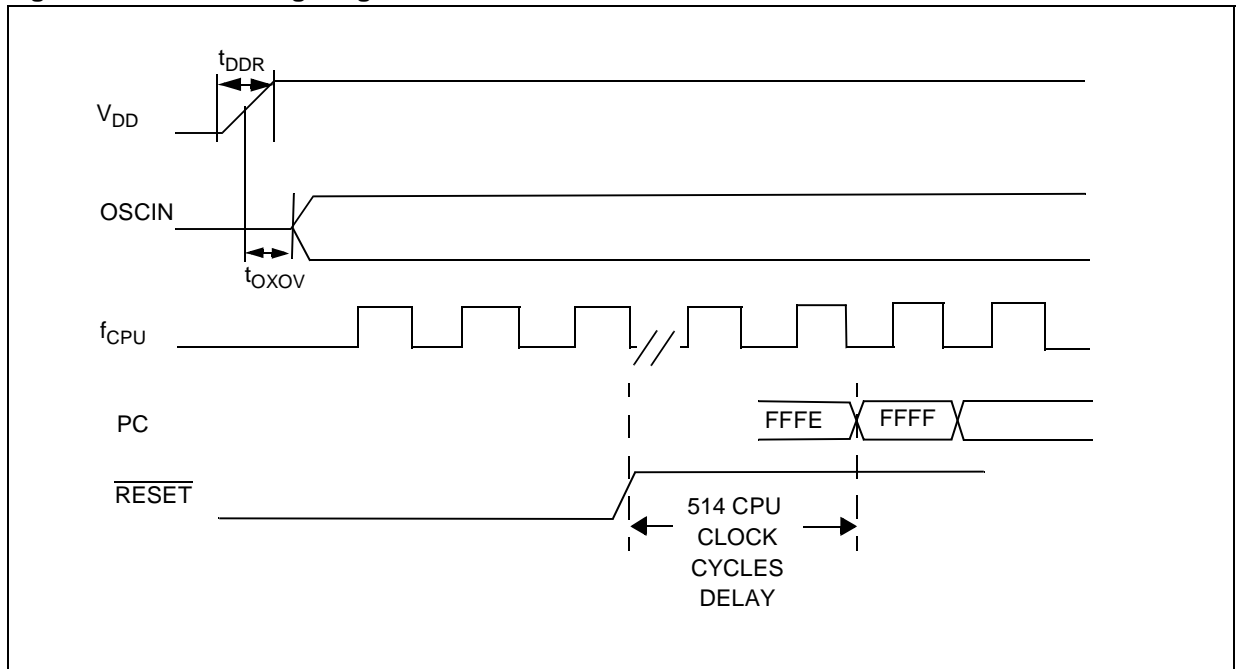 tDDR
VDD
OSCIN
tOXOV
fCPU
PC
FFFE
FFFF
RESET
514 CPU
CLOCK
CYCLES
DELAY